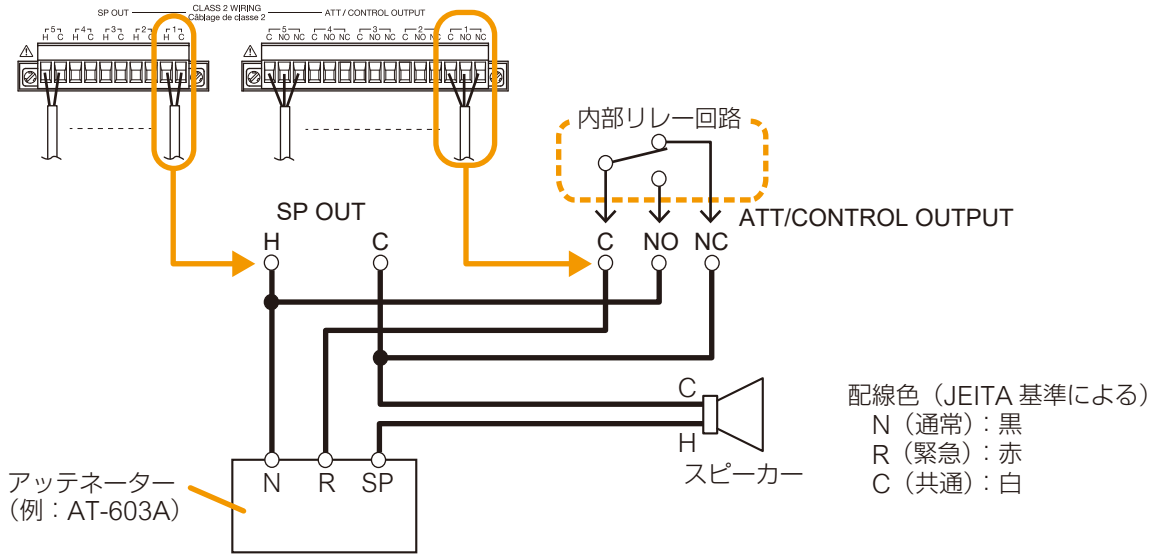 SP OUT CLASS 2 WIRING ATT / CONTROL OUTPUT
Câblage de classe 2
5 4 3 2 1 5 4 3 2 1
H C H C H C H C H C C NO NC C NO NC C NO NC C NO NC C NO NC
内部リレー回路
SP OUT
ATT/CONTROL OUTPUT
H C C NO NC
C
H
スピーカー
N R SP
アッテネーター
(例：AT-603A)
配線色（JEITA 基準による）
N（通常）：黒
R（緊急）：赤
C（共通）：白